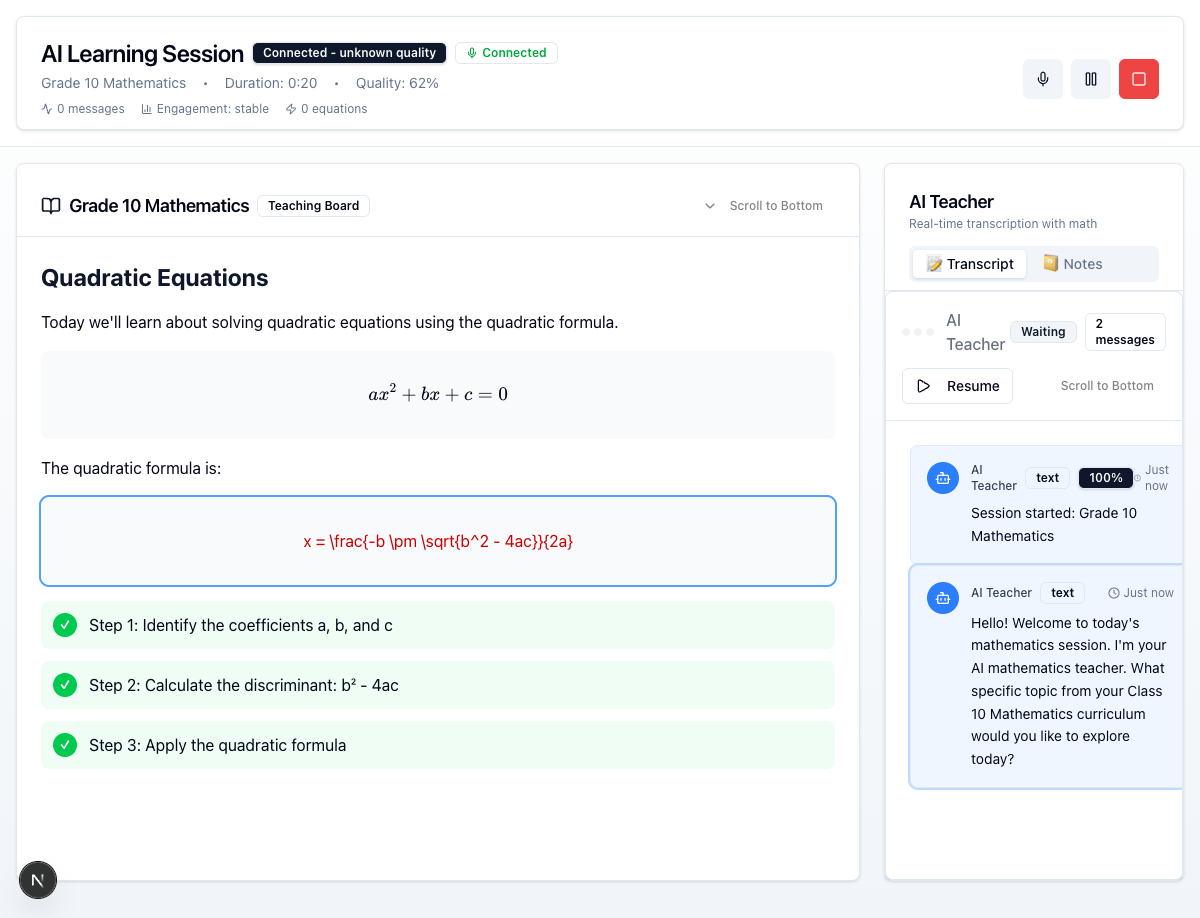 AI Learning Session
Connected - unknown quality
Connected
Grade 10 Mathematics • Duration: 0:20 • Quality: 62%
0 messages
Engagement: stable
0 equations
Grade 10 Mathematics
Teaching Board
Scroll to Bottom
Quadratic Equations
Today we'll learn about solving quadratic equations using the quadratic formula.
ax² + bx + c = 0
The quadratic formula is:
x = \frac{-b \pm \sqrt{b^2 - 4ac}}{2a}
Step 1: Identify the coefficients a, b, and c
Step 2: Calculate the discriminant: b² - 4ac
Step 3: Apply the quadratic formula
AI Teacher
Real-time transcription with math
Transcript
Notes
AI
Teacher
Waiting
2
messages
Resume
Scroll to Bottom
AI
Teacher
text
100%
Just
now
Session started: Grade 10
Mathematics
AI Teacher
text
Just now
Hello! Welcome to today's
mathematics session. I'm your
AI mathematics teacher. What
specific topic from your Class
10 Mathematics curriculum
would you like to explore
today?
N